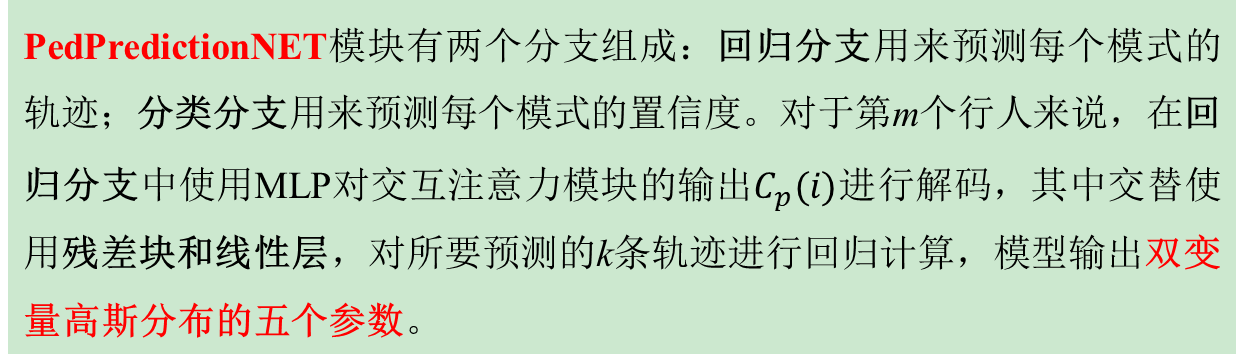 PedPredictionNET模块有两个分支组成：回归分支用来预测每个模式的
轨迹；分类分支用来预测每个模式的置信度。对于第m个行人来说，在回
归分支中使用MLP对交互注意力模块的输出C_p(i)进行解码，其中交替使
用残差块和线性层，对所要预测的k条轨迹进行回归计算，模型输出双变
量高斯分布的五个参数。